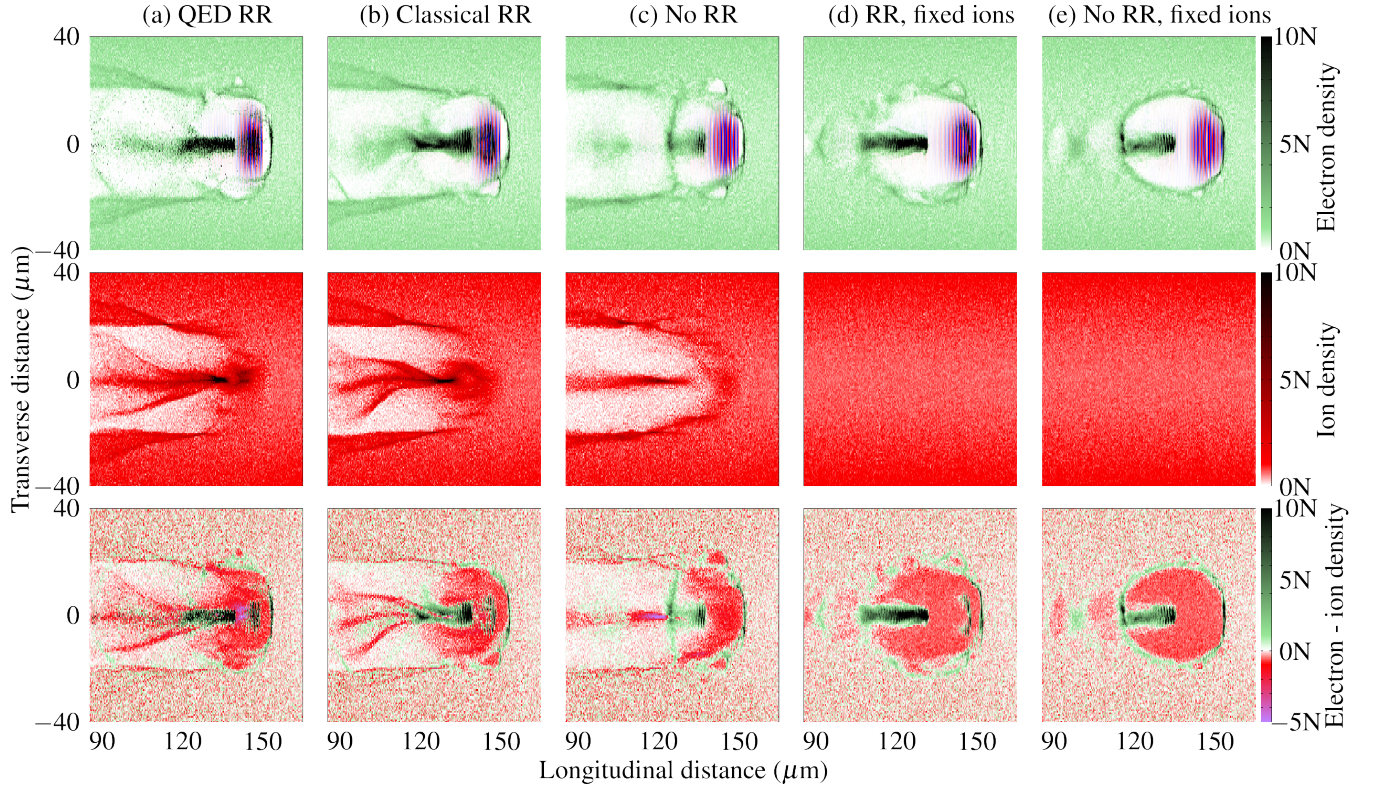 (a) QED RR (b) Classical RR (c) No RR (d) RR, fixed ions (e) No RR, fixed ions
40
0
−40
10N
5N
0N
Electron density
40
0
−40
10N
5N
0N
Ion density
Transverse distance (μm)
40
0
−40
10N
5N
0N
−5N
Electron - ion density
90 120 150 90 120 150 90 120 150 90 120 150 90 120 150
Longitudinal distance (μm)